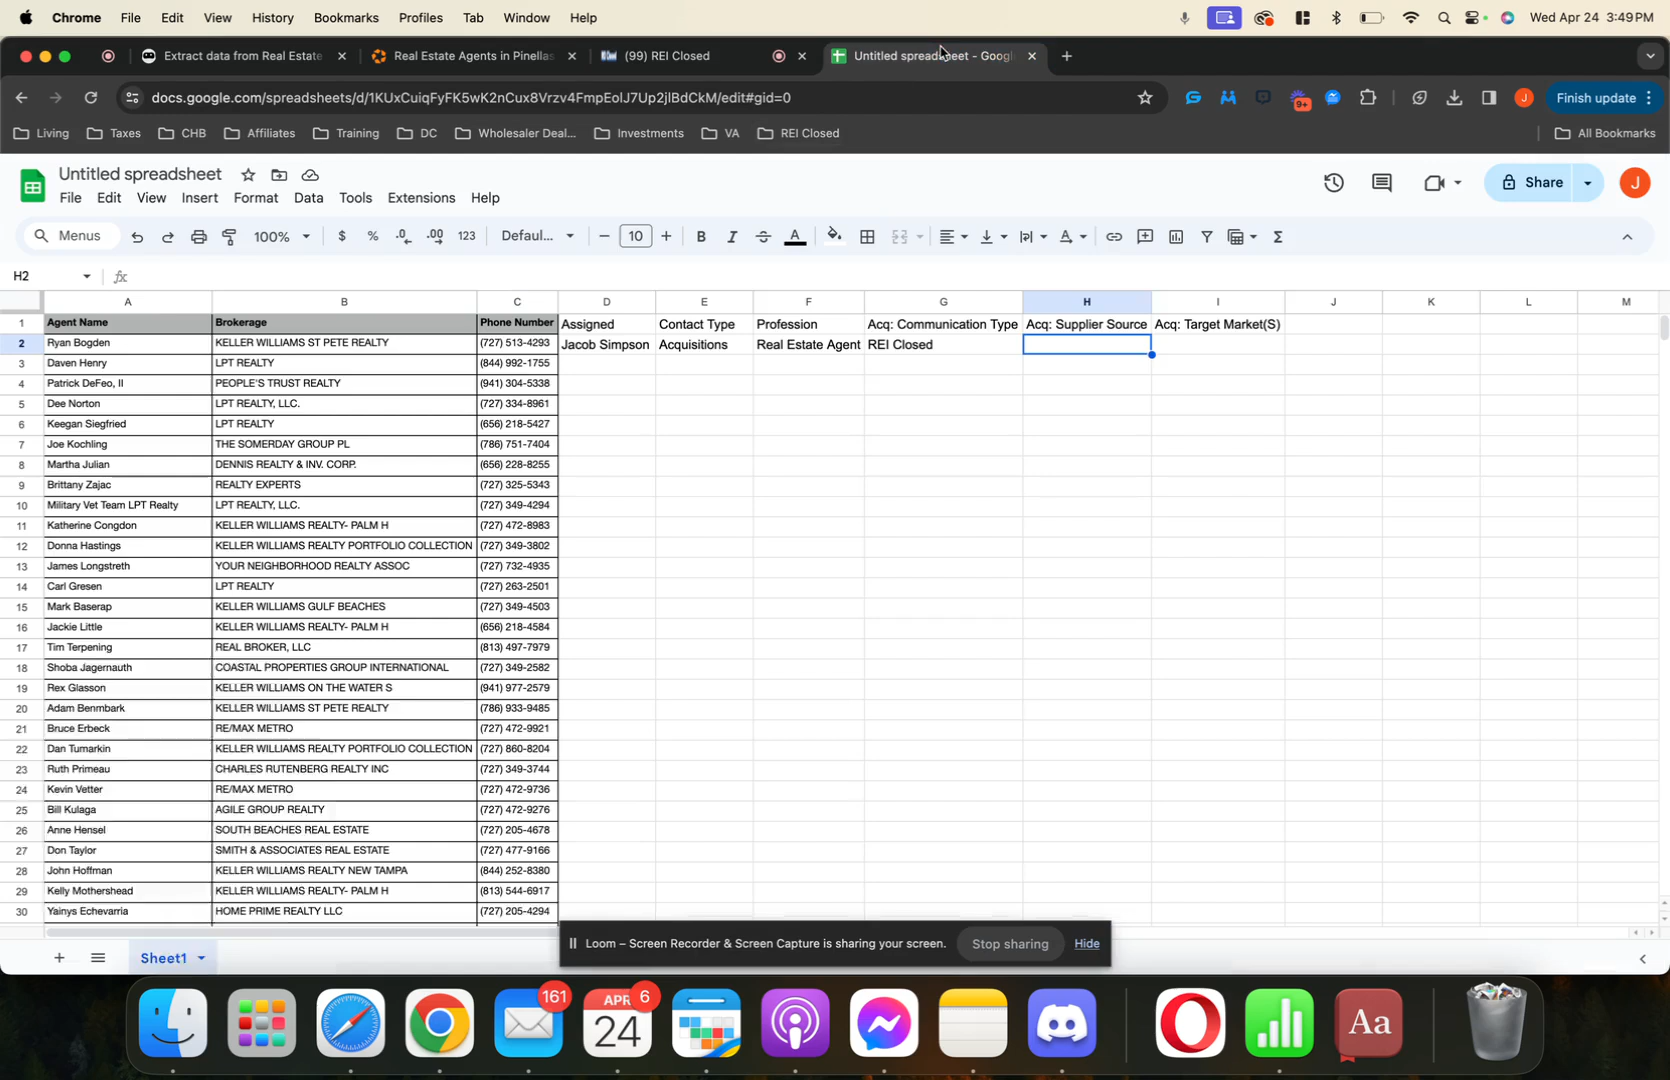 Chrome File Edit View History Bookmarks Profiles Tab Window Help Wed Apr 24 3:49 PM
Extract data from Real Estate Real Estate Agents in Pinellas (99) REI Closed Untitled spreadsheet - Google
docs.google.com/spreadsheets/d/1KUxCuiqFyFK5wK2nCux8Vrzv4FmpEolJ7Up2jlBdCkM/edit#gid=0 9+ J Finish update
Living Taxes CHB Affiliates Training DC Wholesaler Deal... Investments VA REI Closed All Bookmarks
Untitled spreadsheet
File Edit View Insert Format Data Tools Extensions Help Share J
Menus 100% $ % .0 .00 123 Defaul... 10 B I A
H2 fx
A B C D E F G H I J K L M
1 Agent Name Brokerage Phone Number Assigned Contact Type Profession Acq: Communication Type Acq: Supplier Source Acq: Target Market(S)
2 Ryan Bogden KELLER WILLIAMS ST PETE REALTY (727) 513-4293 Jacob Simpson Acquisitions Real Estate Agent REI Closed
3 Daven Henry LPT REALTY (844) 992-1755
4 Patrick DeFeo, II PEOPLE'S TRUST REALTY (941) 304-5338
5 Dee Norton LPT REALTY, LLC. (727) 334-8961
6 Keegan Siegfried LPT REALTY (656) 218-5427
7 Joe Kochling THE SOMERDAY GROUP PL (786) 751-7404
8 Martha Julian DENNIS REALTY & INV. CORP. (656) 228-8255
9 Brittany Zajac REALTY EXPERTS (727) 325-5343
10 Military Vet Team LPT Realty LPT REALTY, LLC. (727) 349-4294
11 Katherine Congdon KELLER WILLIAMS REALTY- PALM H (727) 472-8983
12 Donna Hastings KELLER WILLIAMS REALTY PORTFOLIO COLLECTION (727) 349-3802
13 James Longstreth YOUR NEIGHBORHOOD REALTY ASSOC (727) 732-4935
14 Carl Gresen LPT REALTY (727) 263-2501
15 Mark Baserap KELLER WILLIAMS GULF BEACHES (727) 349-4503
16 Jackie Little KELLER WILLIAMS REALTY- PALM H (656) 218-4584
17 Tim Terpening REAL BROKER, LLC (813) 497-7979
18 Shoba Jagernauth COASTAL PROPERTIES GROUP INTERNATIONAL (727) 349-2582
19 Rex Glasson KELLER WILLIAMS ON THE WATER S (941) 977-2579
20 Adam Benmbark KELLER WILLIAMS ST PETE REALTY (786) 933-9485
21 Bruce Erbeck RE/MAX METRO (727) 472-9921
22 Dan Tumarkin KELLER WILLIAMS REALTY PORTFOLIO COLLECTION (727) 860-8204
23 Ruth Primeau CHARLES RUTENBERG REALTY INC (727) 349-3744
24 Kevin Vetter RE/MAX METRO (727) 472-9736
25 Bill Kulaga AGILE GROUP REALTY (727) 472-9276
26 Anne Hensel SOUTH BEACHES REAL ESTATE (727) 205-4678
27 Don Taylor SMITH & ASSOCIATES REAL ESTATE (727) 477-9166
28 John Hoffman KELLER WILLIAMS REALTY NEW TAMPA (844) 252-8380
29 Kelly Mothershead KELLER WILLIAMS REALTY- PALM H (813) 544-6917
30 Yainys Echevarria HOME PRIME REALTY LLC (727) 205-4294
Loom – Screen Recorder & Screen Capture is sharing your screen. Stop sharing Hide
Sheet1
161 APR 6 24 Aa